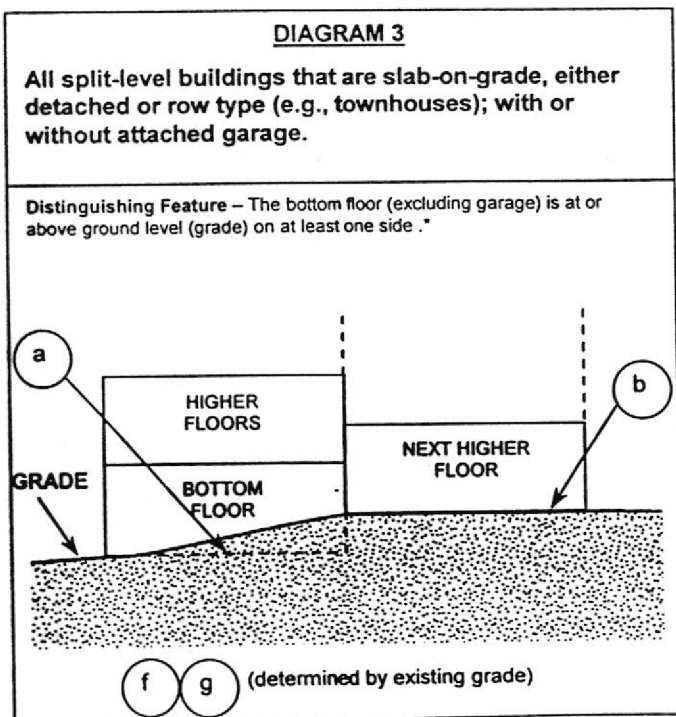 DIAGRAM 3
All split-level buildings that are slab-on-grade, either
detached or row type (e.g., townhouses); with or
without attached garage.
Distinguishing Feature – The bottom floor (excluding garage) is at or
above ground level (grade) on at least one side .*
a
b
HIGHER
FLOORS
NEXT HIGHER
FLOOR
GRADE
BOTTOM
FLOOR
f g (determined by existing grade)